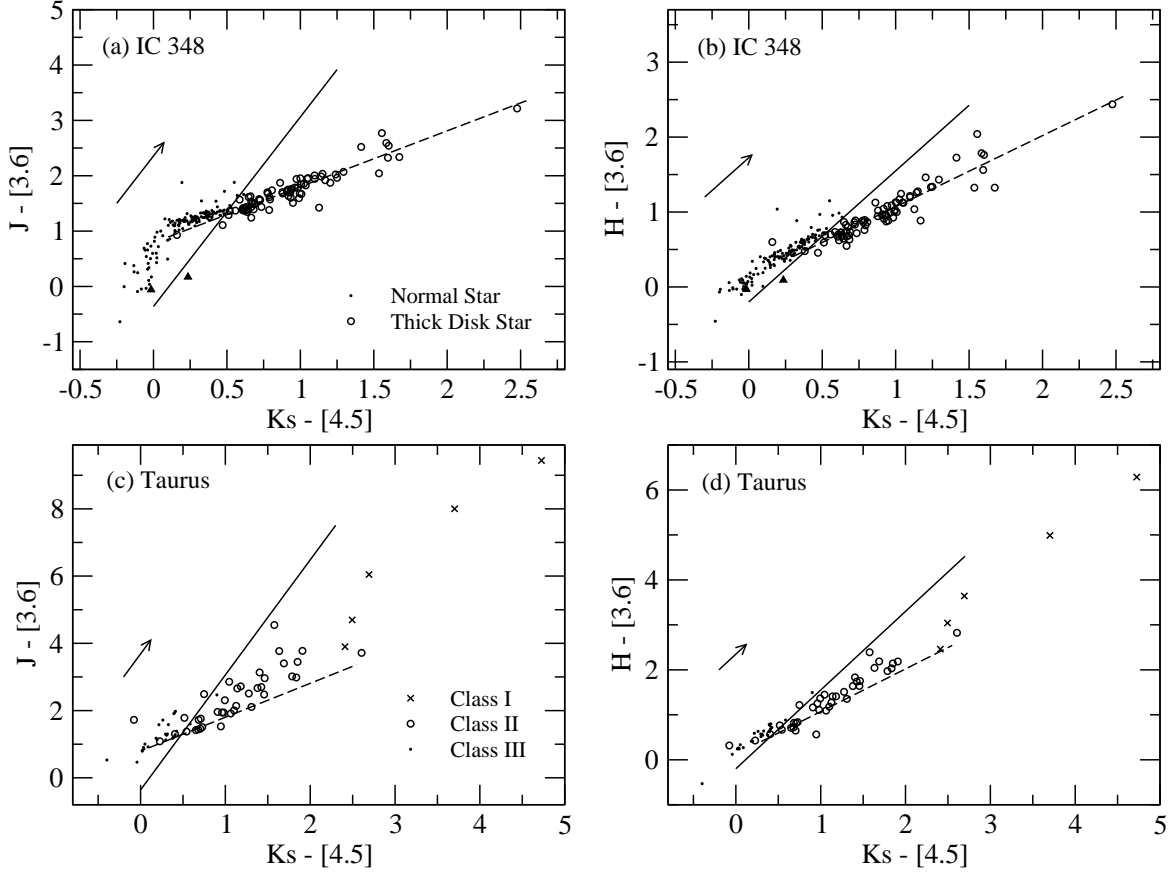 (a) IC 348
J - [3.6]
5
4
3
2
1
0
-1
Normal Star
Thick Disk Star
-0.5
0
0.5
1
1.5
2
2.5
Ks - [4.5]
(b) IC 348
H - [3.6]
3
2
1
0
-1
-0.5
0
0.5
1
1.5
2
2.5
Ks - [4.5]
(c) Taurus
J - [3.6]
8
6
4
2
0
Class I
Class II
Class III
0
1
2
3
4
5
Ks - [4.5]
(d) Taurus
H - [3.6]
6
4
2
0
0
1
2
3
4
5
Ks - [4.5]